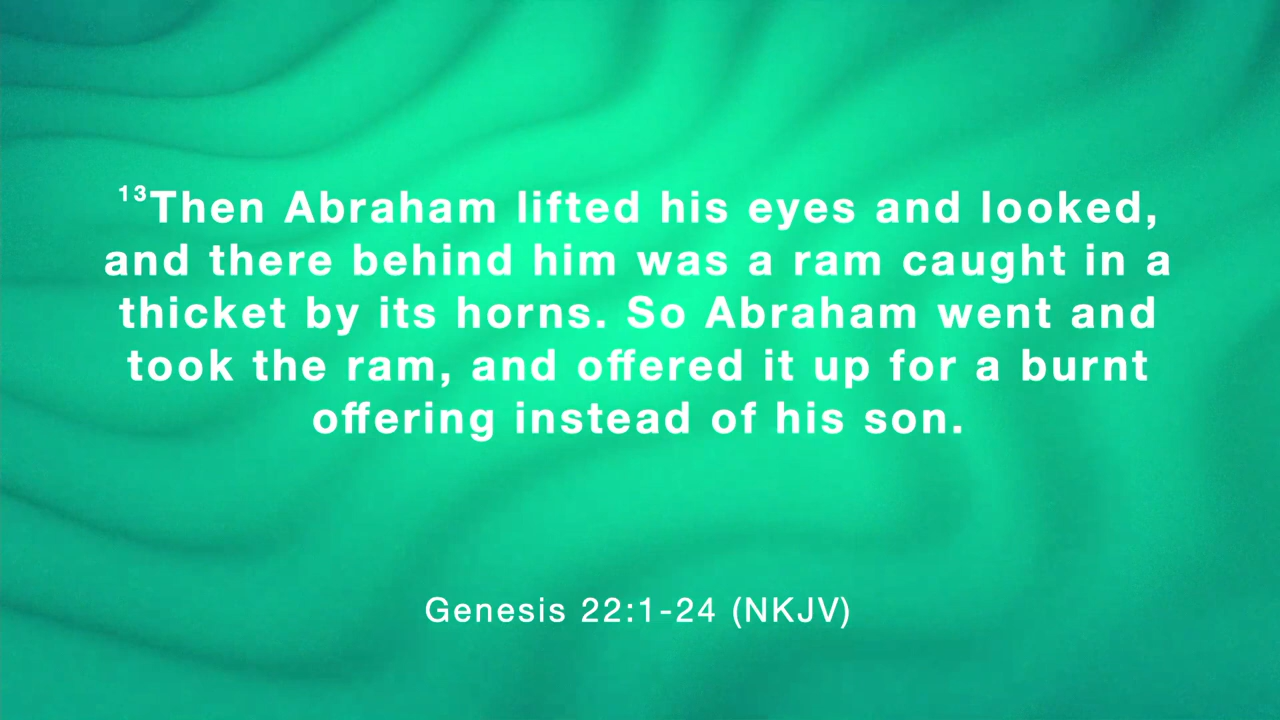 ¹³Then Abraham lifted his eyes and looked,
and there behind him was a ram caught in a
thicket by its horns. So Abraham went and
took the ram, and offered it up for a burnt
offering instead of his son.
Genesis 22:1-24 (NKJV)